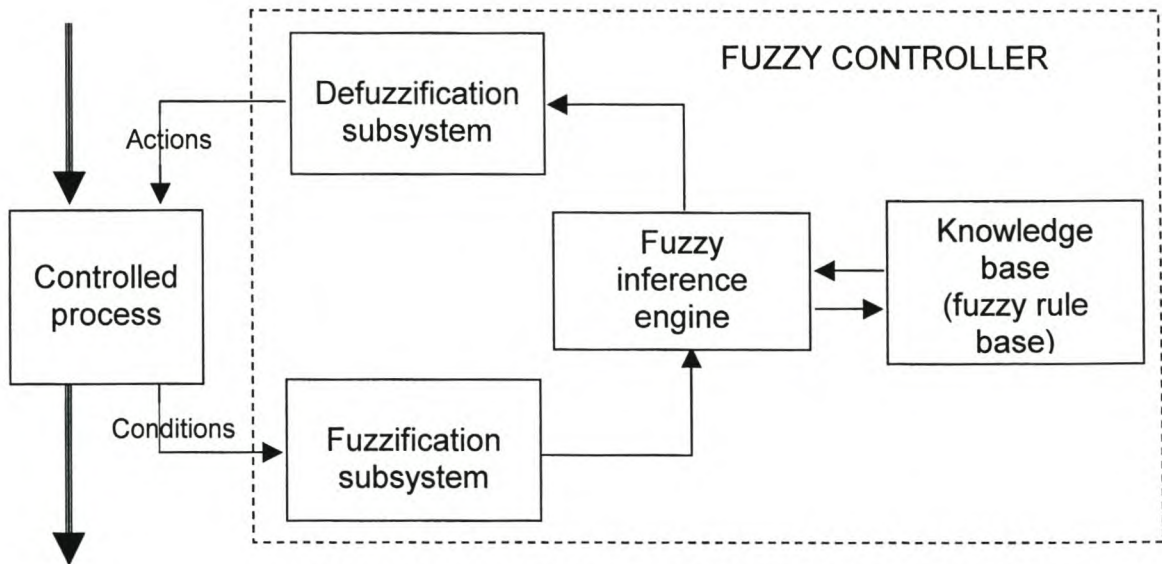 FUZZY CONTROLLER
Defuzzification
subsystem
Actions
Controlled
process
Fuzzy
inference
engine
Knowledge
base
(fuzzy rule
base)
Conditions
Fuzzification
subsystem